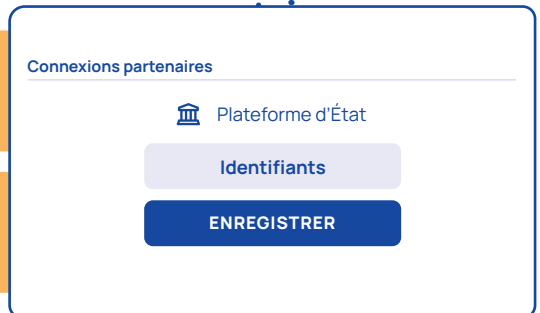 Connexions partenaires
Plateforme d'État
Identifiants
ENREGISTRER